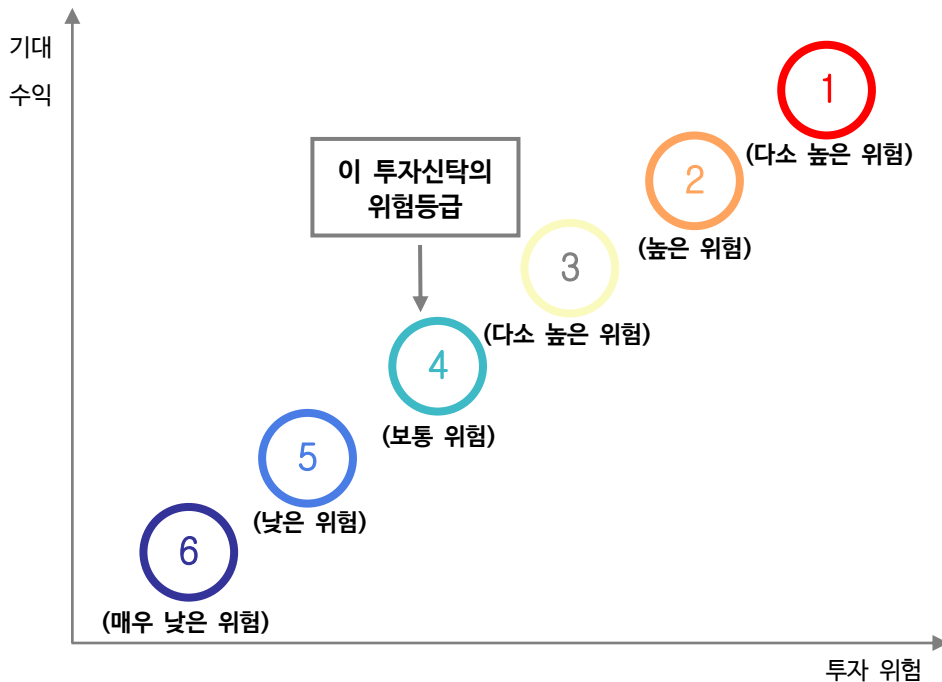 기대
수익
1
(다소 높은 위험)
이 투자신탁의
위험등급
2
(높은 위험)
3
(다소 높은 위험)
4
(보통 위험)
5
(낮은 위험)
6
(매우 낮은 위험)
투자 위험